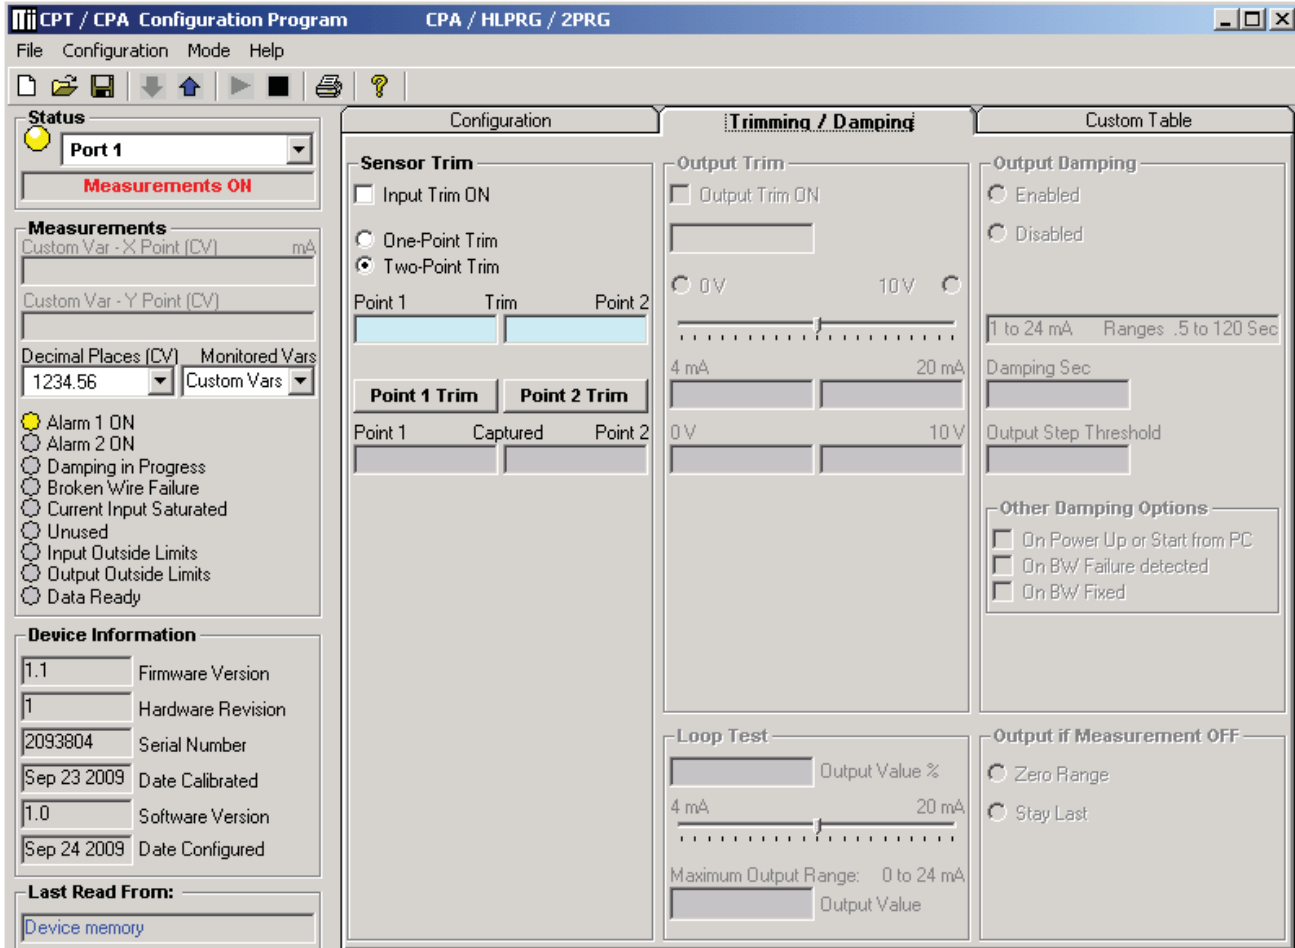 CPT / CPA Configuration Program CPA / HLPRG / 2PRG
File Configuration Mode Help
Status
Port 1
Measurements ON
Measurements
Custom Var - X Point (CV) mA
Custom Var - Y Point (CV)
Decimal Places (CV) Monitored Vars
1234.56 Custom Vars
Alarm 1 ON
Alarm 2 ON
Damping in Progress
Broken Wire Failure
Current Input Saturated
Unused
Input Outside Limits
Output Outside Limits
Data Ready
Device Information
1.1 Firmware Version
1 Hardware Revision
2093804 Serial Number
Sep 23 2009 Date Calibrated
1.0 Software Version
Sep 24 2009 Date Configured
Last Read From:
Device memory
Configuration
Trimming / Damping
Custom Table
Sensor Trim
Input Trim ON
One-Point Trim
Two-Point Trim
Point 1 Trim Point 2
Point 1 Trim Point 2 Trim
Point 1 Captured Point 2
Output Trim
Output Trim ON
0 V 10 V
4 mA 20 mA
0 V 10 V
Loop Test
Output Value %
4 mA 20 mA
Maximum Output Range: 0 to 24 mA
Output Value
Output Damping
Enabled
Disabled
1 to 24 mA Ranges .5 to 120 Sec
Damping Sec
Output Step Threshold
Other Damping Options
On Power Up or Start from PC
On BW Failure detected
On BW Fixed
Output if Measurement OFF
Zero Range
Stay Last